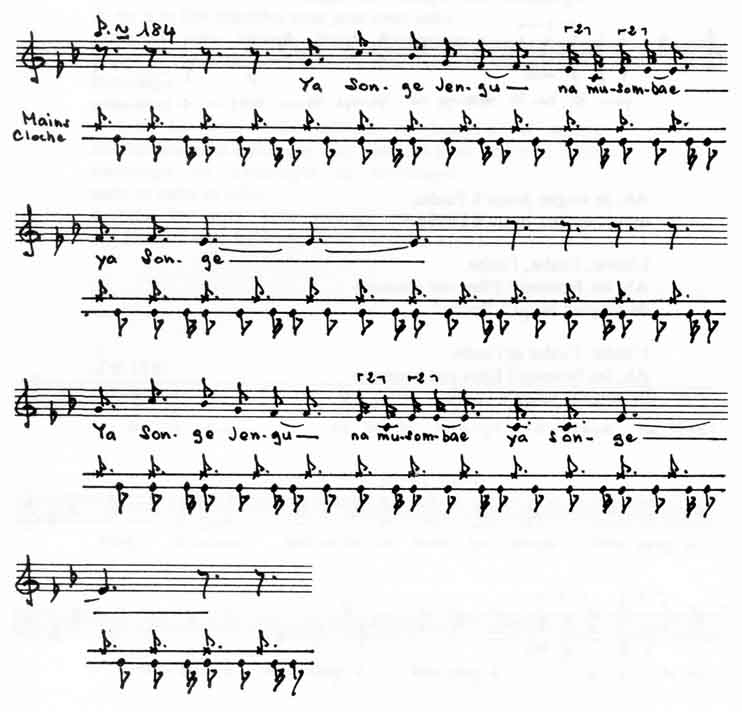 ♪. ≈ 184
Ya Son - ge Jen - gu — na mu - som - bae —
Mains
Cloche
ya Son - ge —
Ya Son - ge Jen - gu — na mu - som - bae ya son - ge —